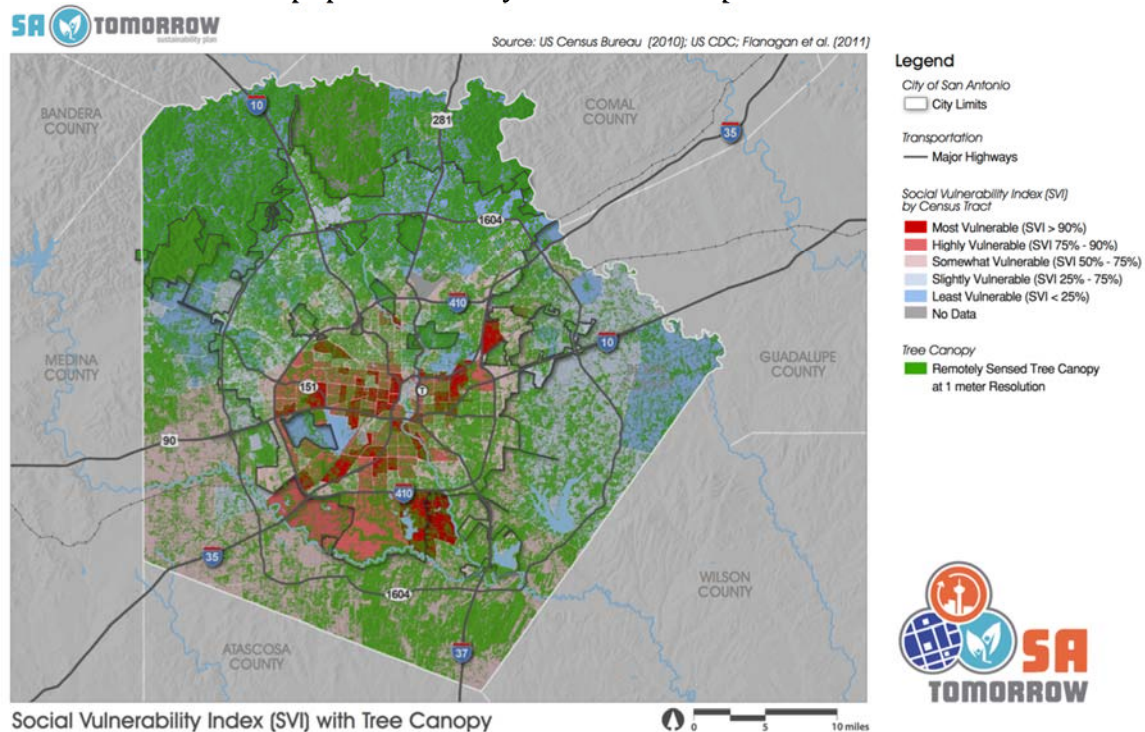 SA TOMORROW
sustainability plan
Source: US Census Bureau (2010); US CDC; Flanagan et al. (2011)
BANDERA
COUNTY
COMAL
COUNTY
MEDINA
COUNTY
GUADALUPE
COUNTY
WILSON
COUNTY
ATASCOSA
COUNTY
10
281
35
1604
410
10
151
90
410
35
1604
37
Legend
City of San Antonio
City Limits
Transportation
Major Highways
Social Vulnerability Index (SVI)
by Census Tract
Most Vulnerable (SVI > 90%)
Highly Vulnerable (SVI 75% - 90%)
Somewhat Vulnerable (SVI 50% - 75%)
Slightly Vulnerable (SVI 25% - 75%)
Least Vulnerable (SVI < 25%)
No Data
Tree Canopy
Remotely Sensed Tree Canopy
at 1 meter Resolution
SA
TOMORROW
Social Vulnerability Index (SVI) with Tree Canopy
0 5 10 miles